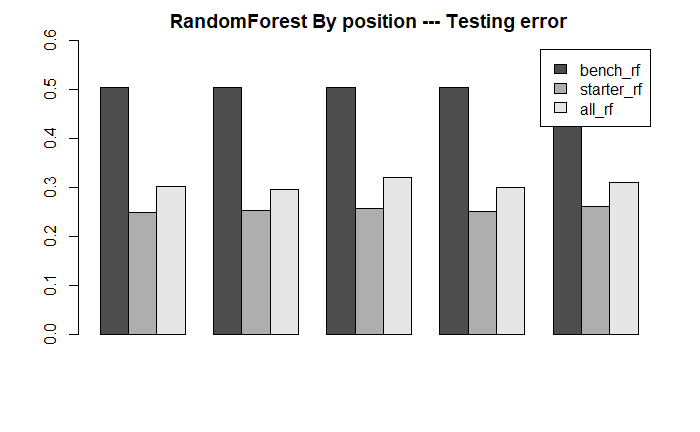 RandomForest By position --- Testing error
0.6
0.5
0.4
0.3
0.2
0.1
0.0
bench_rf
starter_rf
all_rf